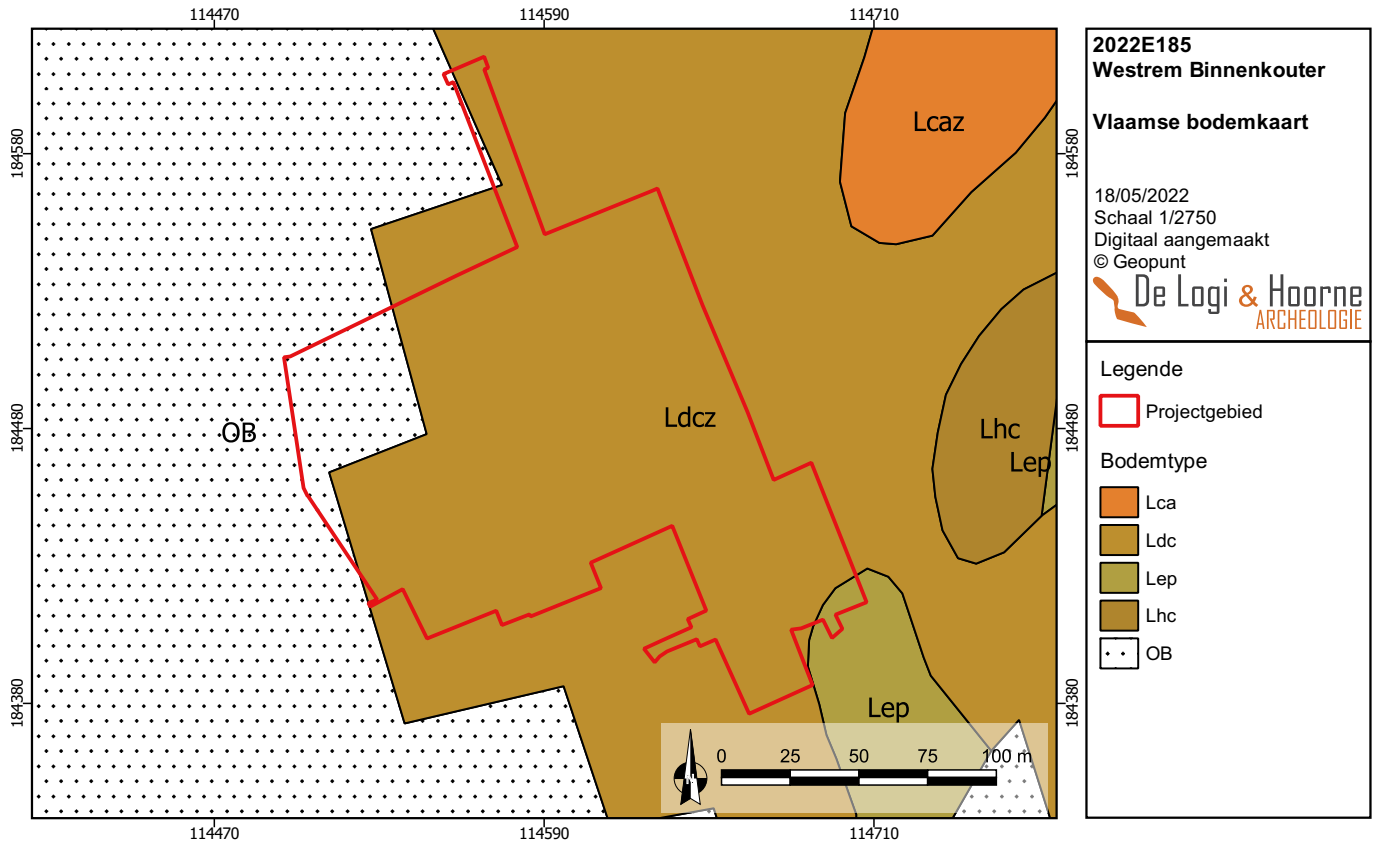 114470
114590
114710
184580
184580
184480
184480
184380
184380
Lcaz
Ldcz
OB
Lhc
Lep
Lep
N
0 25 50 75 100 m
114470
114590
114710
2022E185
Westrem Binnenkouter
Vlaamse bodemkaart
18/05/2022
Schaal 1/2750
Digitaal aangemaakt
© Geopunt
De Logi & Hoorne
ARCHEOLOGIE
Legende
Projectgebied
Bodemtype
Lca
Ldc
Lep
Lhc
OB